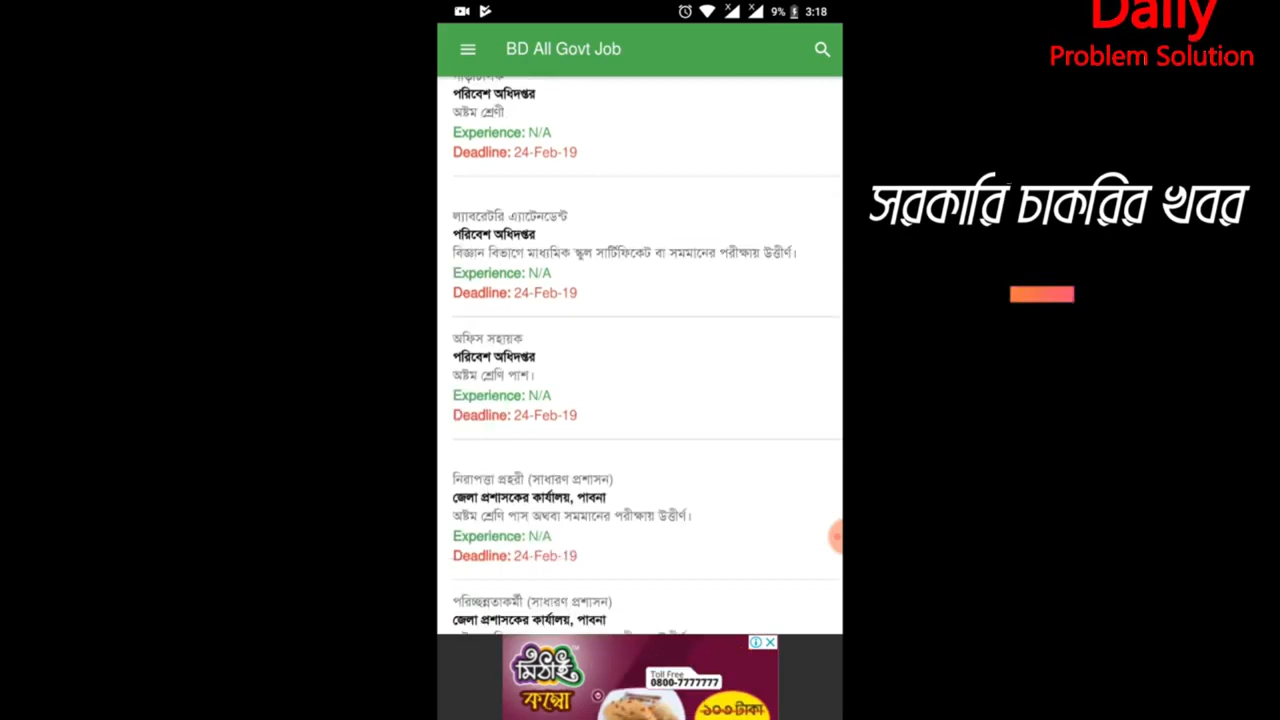 9% 3:18
BD All Govt Job
পরিবেশ অধিদপ্তর
অষ্টম শ্রেণী
Experience: N/A
Deadline: 24-Feb-19
ল্যাবরেটরি এ্যাটেনডেন্ট
পরিবেশ অধিদপ্তর
বিজ্ঞান বিভাগে মাধ্যমিক স্কুল সার্টিফিকেট বা সমমানের পরীক্ষায় উত্তীর্ণ।
Experience: N/A
Deadline: 24-Feb-19
অফিস সহায়ক
পরিবেশ অধিদপ্তর
অষ্টম শ্রেণি পাশ।
Experience: N/A
Deadline: 24-Feb-19
নিরাপত্তা প্রহরী (সাধারণ প্রশাসন)
জেলা প্রশাসকের কার্যালয়, পাবনা
অষ্টম শ্রেণি পাস অথবা সমমানের পরীক্ষায় উত্তীর্ণ।
Experience: N/A
Deadline: 24-Feb-19
পরিচ্ছন্নতাকর্মী (সাধারণ প্রশাসন)
জেলা প্রশাসকের কার্যালয়, পাবনা
মিঠাই
কম্বো
Toll Free
0800-7777777
১০৩ টাকা
Daily
Problem Solution
সরকারি চাকরির খবর